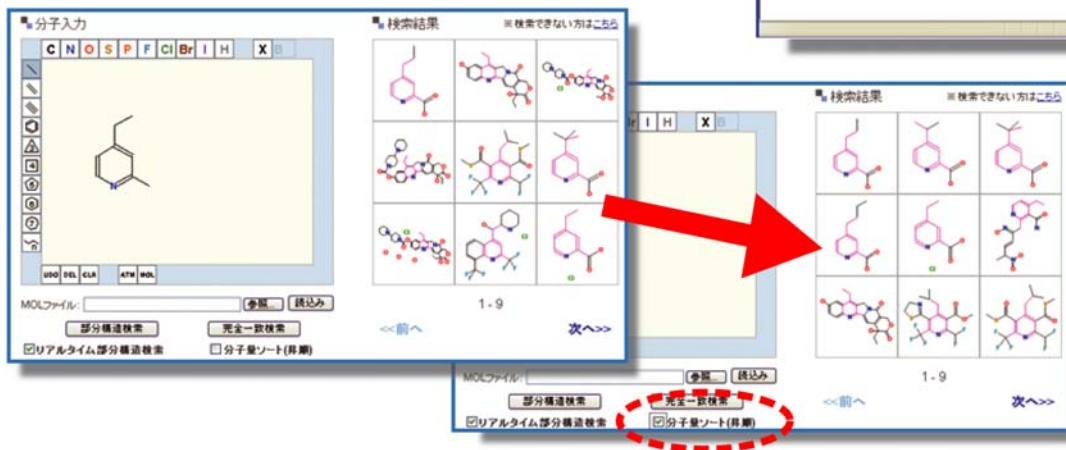 分子入力
C N O S P F Cl Br I H X B
3
4
5
6
7
UDO DEL CLR ATM MOL
MOLファイル:
参照...
読込み
部分構造検索
完全一致検索
リアルタイム部分構造検索
分子量ソート(昇順)
検索結果
※検索できない方はこちら
1 - 9
<<前へ
次へ>>
r I H X B
検索結果
※検索できない方はこちら
1 - 9
<<前へ
次へ>>
MOLファイル:
参照...
読込み
部分構造検索
完全一致検索
リアルタイム部分構造検索
分子量ソート(昇順)